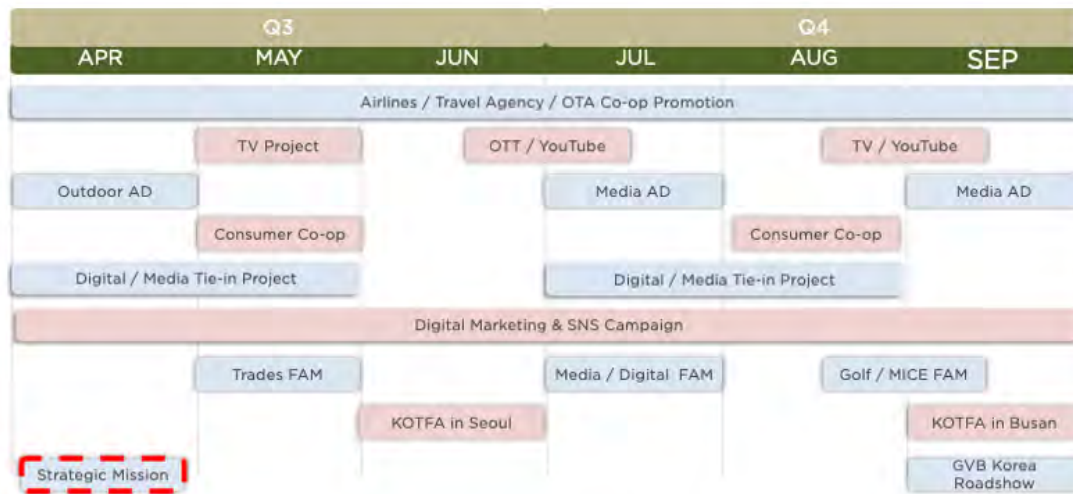 Q3 Q4
APR MAY JUN JUL AUG SEP
Airlines / Travel Agency / OTA Co-op Promotion
TV Project OTT / YouTube TV / YouTube
Outdoor AD Media AD Media AD
Consumer Co-op Consumer Co-op
Digital / Media Tie-in Project Digital / Media Tie-in Project
Digital Marketing & SNS Campaign
Trades FAM Media / Digital FAM Golf / MICE FAM
KOTFA in Seoul KOTFA in Busan
Strategic Mission GVB Korea
Roadshow